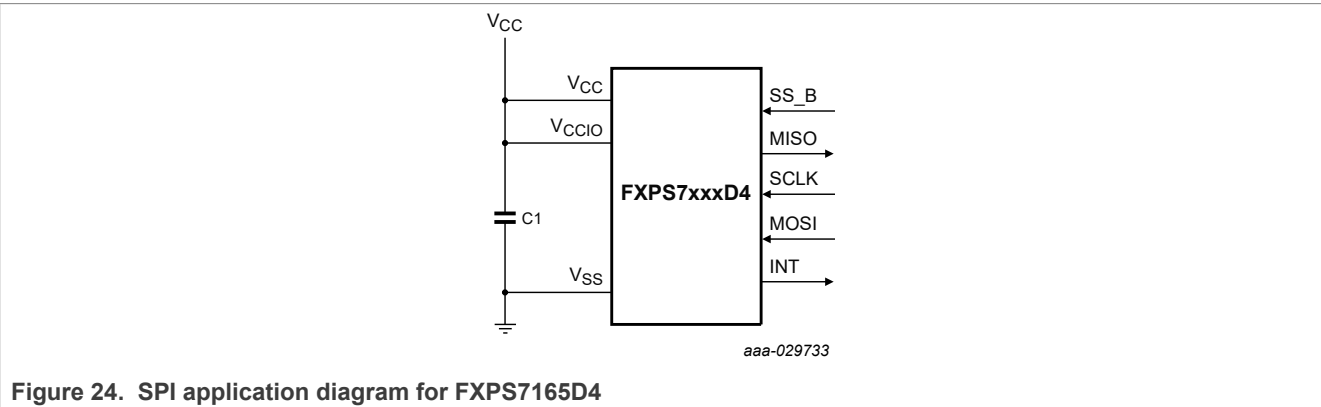 VCC
VCC
SS_B
VCCIO
MISO
FXPS7xxxD4
SCLK
C1
MOSI
VSS
INT
aaa-029733
Figure 24. SPI application diagram for FXPS7165D4